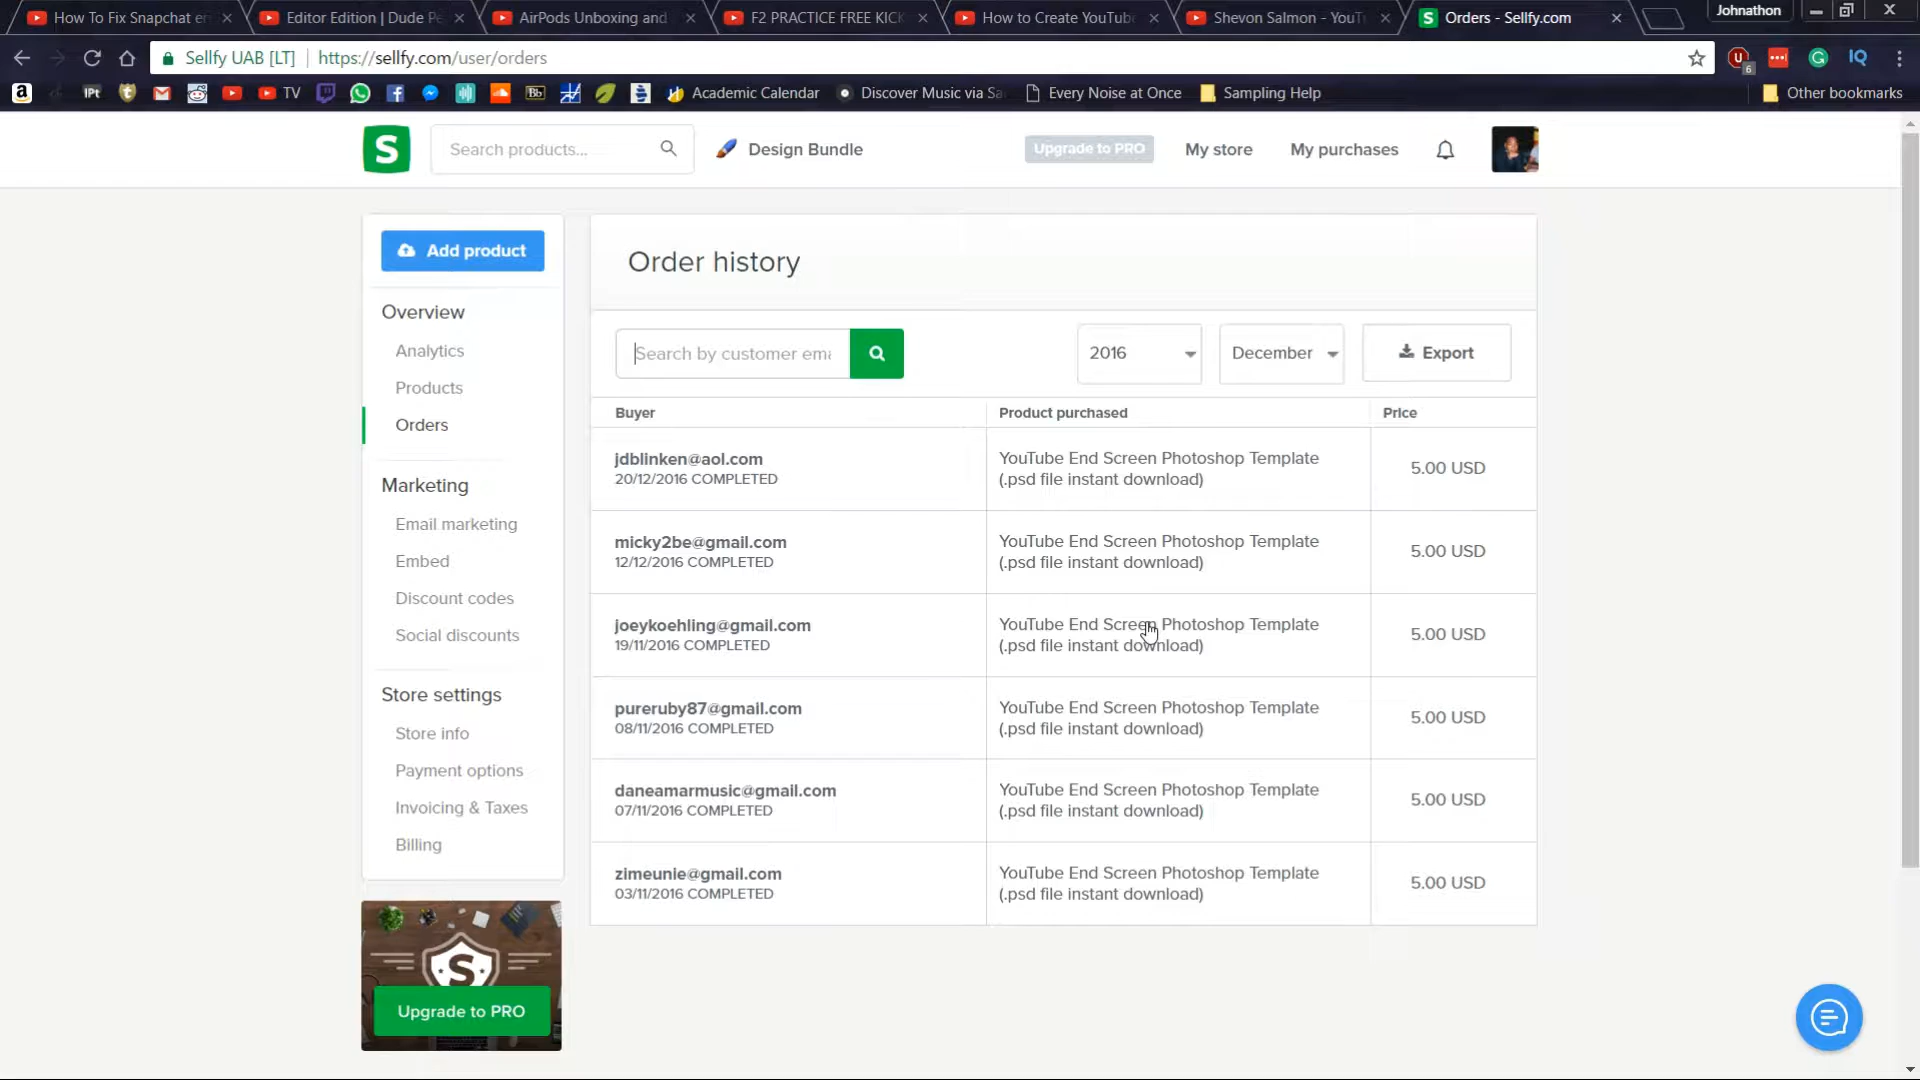 How To Fix Snapchat er
Editor Edition | Dude Pe
AirPods Unboxing and
F2 PRACTICE FREE KICK
How to Create YouTube
Shevon Salmon - YouT
Orders - Sellfy.com
Johnathon
Sellfy UAB [LT]
https://sellfy.com/user/orders
6
IPt
TV
Bb
Academic Calendar
Discover Music via Sa
Every Noise at Once
Sampling Help
Other bookmarks
S
Search products...
Design Bundle
Upgrade to PRO
My store
My purchases
Add product
Overview
Analytics
Products
Orders
Marketing
Email marketing
Embed
Discount codes
Social discounts
Store settings
Store info
Payment options
Invoicing & Taxes
Billing
S
Upgrade to PRO
Order history
Search by customer ema
2016
December
Export
Buyer
Product purchased
Price
jdblinken@aol.com
20/12/2016 COMPLETED
YouTube End Screen Photoshop Template
(.psd file instant download)
5.00 USD
micky2be@gmail.com
12/12/2016 COMPLETED
YouTube End Screen Photoshop Template
(.psd file instant download)
5.00 USD
joeykoehling@gmail.com
19/11/2016 COMPLETED
YouTube End Screen Photoshop Template
(.psd file instant download)
5.00 USD
pureruby87@gmail.com
08/11/2016 COMPLETED
YouTube End Screen Photoshop Template
(.psd file instant download)
5.00 USD
daneamarmusic@gmail.com
07/11/2016 COMPLETED
YouTube End Screen Photoshop Template
(.psd file instant download)
5.00 USD
zimeunie@gmail.com
03/11/2016 COMPLETED
YouTube End Screen Photoshop Template
(.psd file instant download)
5.00 USD